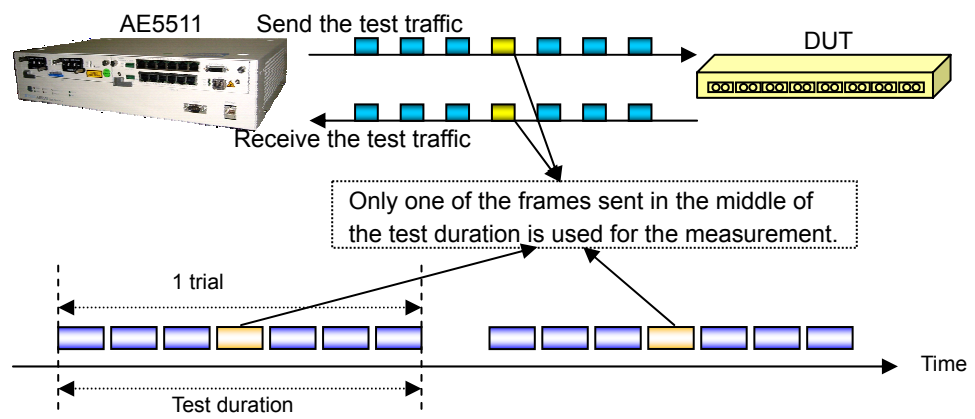 AE5511
Send the test traffic
DUT
Receive the test traffic
Only one of the frames sent in the middle of
the test duration is used for the measurement.
1 trial
Time
Test duration